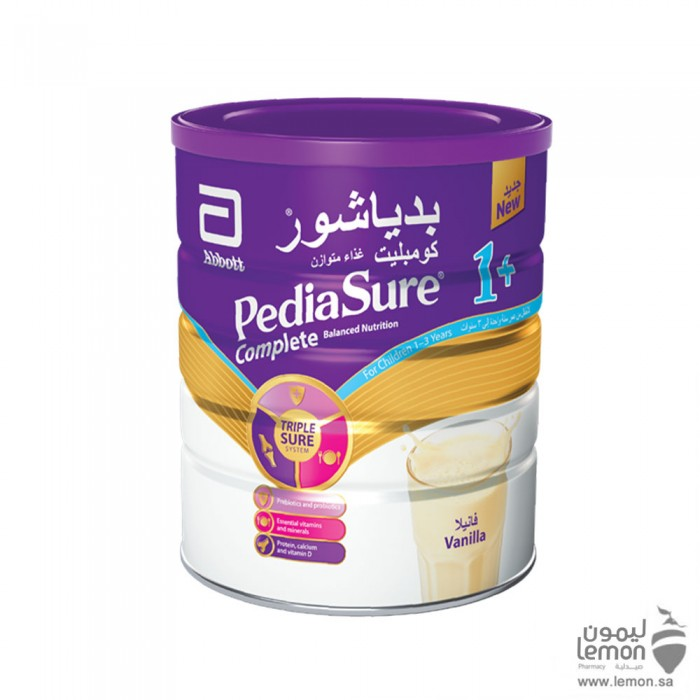 جديد
New
Abbott
بدياشور®
كومبليت غذاء متوازن
PediaSure®
Complete Balanced Nutrition
1+
للأطفال من عمر سنة واحدة إلى ٣ سنوات
For Children 1-3 Years
TRIPLE
SURE
SYSTEM
Prebiotics and probiotics
Essential vitamins
and minerals
Protein, calcium
and vitamin D
فانيلا
Vanilla
ليمون
صيدلية
lemon
Pharmacy
www.lemon.sa